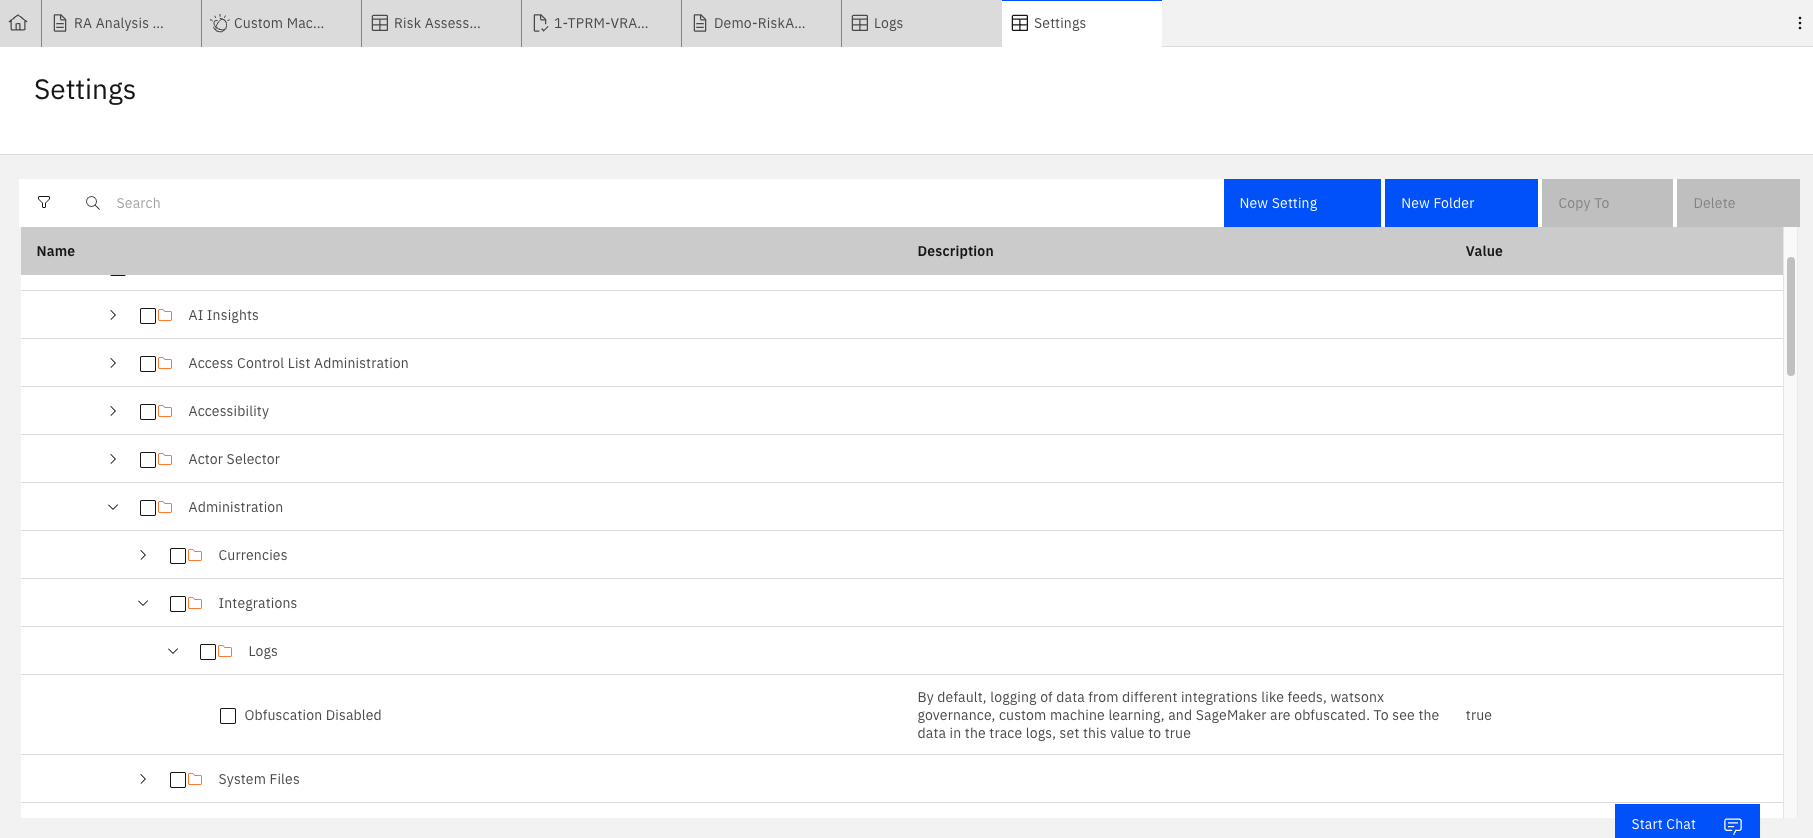 RA Analysis ...
Custom Mac...
Risk Assess...
1-TPRM-VRA...
Demo-RiskA...
Logs
Settings
Settings
Search
New Setting
New Folder
Copy To
Delete
Name
Description
Value
AI Insights
Access Control List Administration
Accessibility
Actor Selector
Administration
Currencies
Integrations
Logs
Obfuscation Disabled
By default, logging of data from different integrations like feeds, watsonx
governance, custom machine learning, and SageMaker are obfuscated. To see the
data in the trace logs, set this value to true
true
System Files
Start Chat